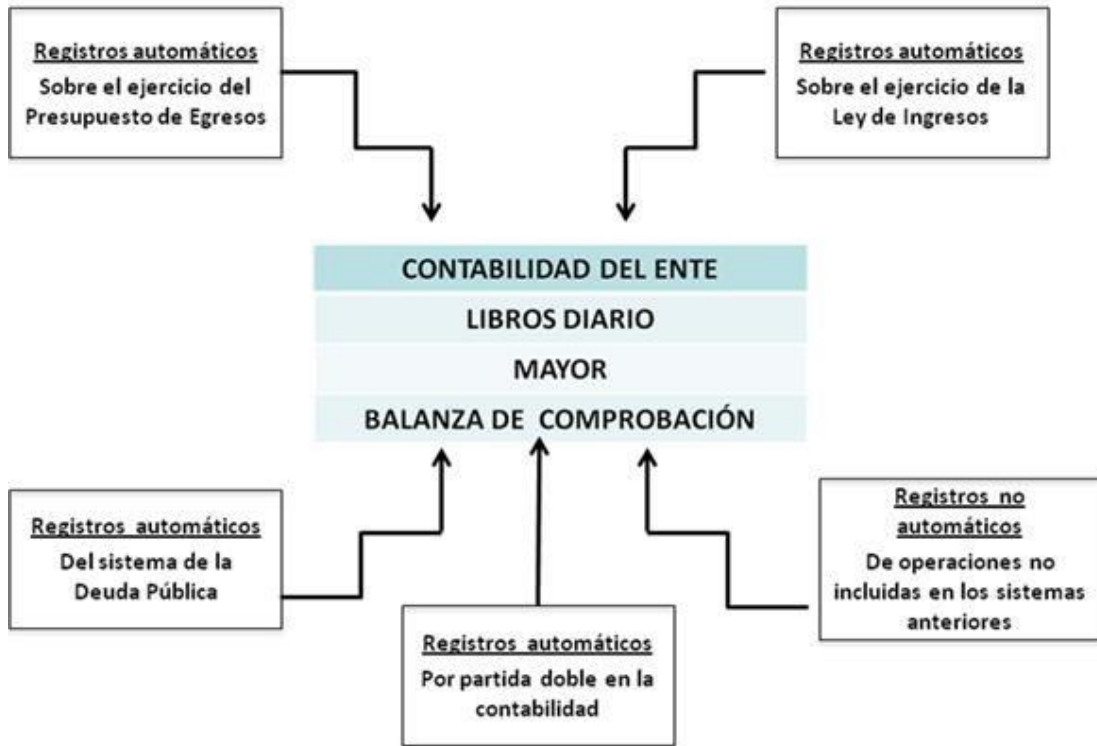 Registros automáticos
Sobre el ejercicio del
Presupuesto de Egresos
Registros automáticos
Sobre el ejercicio de la
Ley de Ingresos
CONTABILIDAD DEL ENTE
LIBROS DIARIO
MAYOR
BALANZA DE COMPROBACIÓN
Registros automáticos
Del sistema de la
Deuda Pública
Registros automáticos
Por partida doble en la
contabilidad
Registros no
automáticos
De operaciones no
incluidas en los sistemas
anteriores